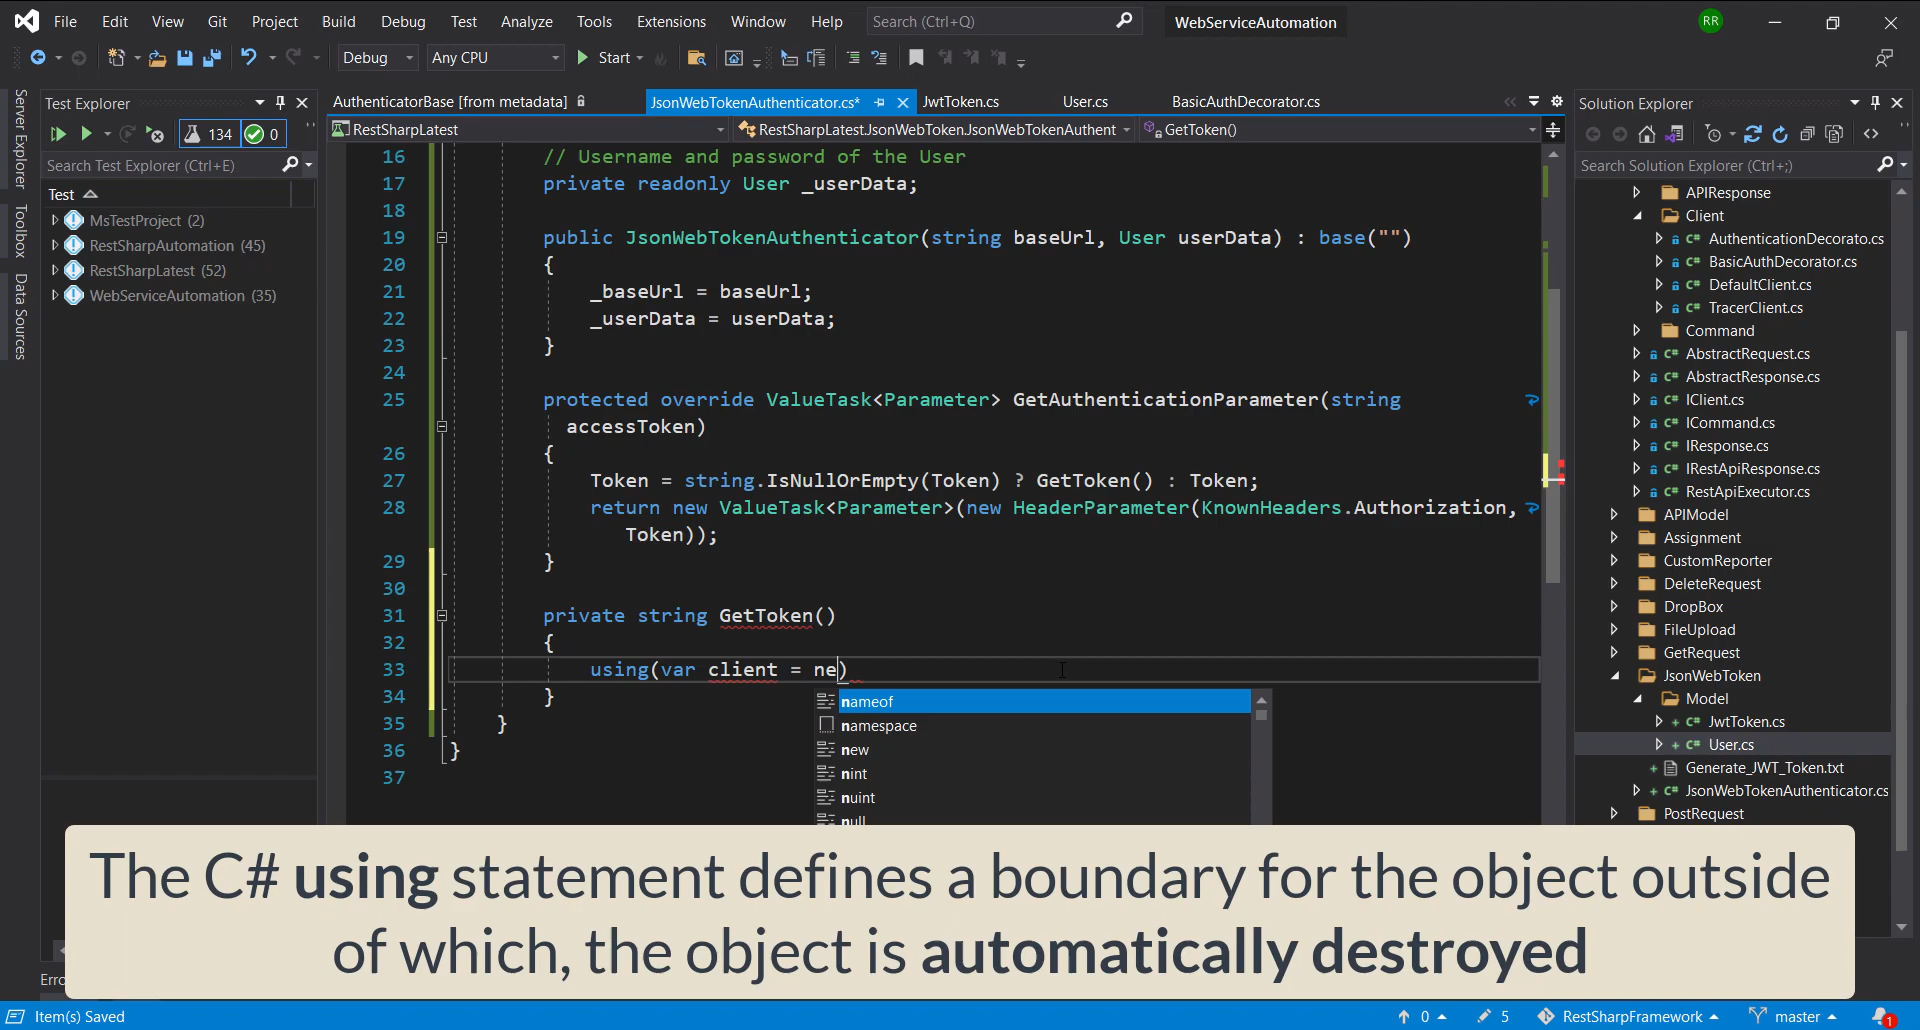 File Edit View Git Project Build Debug Test Analyze Tools Extensions Window Help Search (Ctrl+Q) WebServiceAutomation RR
Debug Any CPU Start
Server Explorer
Toolbox
Data Sources
Test Explorer
134 0
Search Test Explorer (Ctrl+E)
Test
MsTestProject (2)
RestSharpAutomation (45)
RestSharpLatest (52)
WebServiceAutomation (35)
AuthenticatorBase [from metadata] JsonWebTokenAuthenticator.cs* JwtToken.cs User.cs BasicAuthDecorator.cs
RestSharpLatest RestSharpLatest.JsonWebToken.JsonWebTokenAuthent GetToken()
16 // Username and password of the User
17 private readonly User _userData;
18
19 public JsonWebTokenAuthenticator(string baseUrl, User userData) : base("")
20 {
21 _baseUrl = baseUrl;
22 _userData = userData;
23 }
24
25 protected override ValueTask<Parameter> GetAuthenticationParameter(string
accessToken)
26 {
27 Token = string.IsNullOrEmpty(Token) ? GetToken() : Token;
28 return new ValueTask<Parameter>(new HeaderParameter(KnownHeaders.Authorization,
Token));
29 }
30
31 private string GetToken()
32 {
33 using(var client = ne)
34 }
35 }
36 }
37
nameof
namespace
new
nint
nuint
null
Solution Explorer
Search Solution Explorer (Ctrl+;)
APIResponse
Client
AuthenticationDecorato.cs
BasicAuthDecorator.cs
DefaultClient.cs
TracerClient.cs
Command
AbstractRequest.cs
AbstractResponse.cs
IClient.cs
ICommand.cs
IResponse.cs
IRestApiResponse.cs
RestApiExecutor.cs
APIModel
Assignment
CustomReporter
DeleteRequest
DropBox
FileUpload
GetRequest
JsonWebToken
Model
JwtToken.cs
User.cs
Generate_JWT_Token.txt
JsonWebTokenAuthenticator.cs
PostRequest
The C# using statement defines a boundary for the object outside
of which, the object is automatically destroyed
Erro
Item(s) Saved 0 5 RestSharpFramework master 1